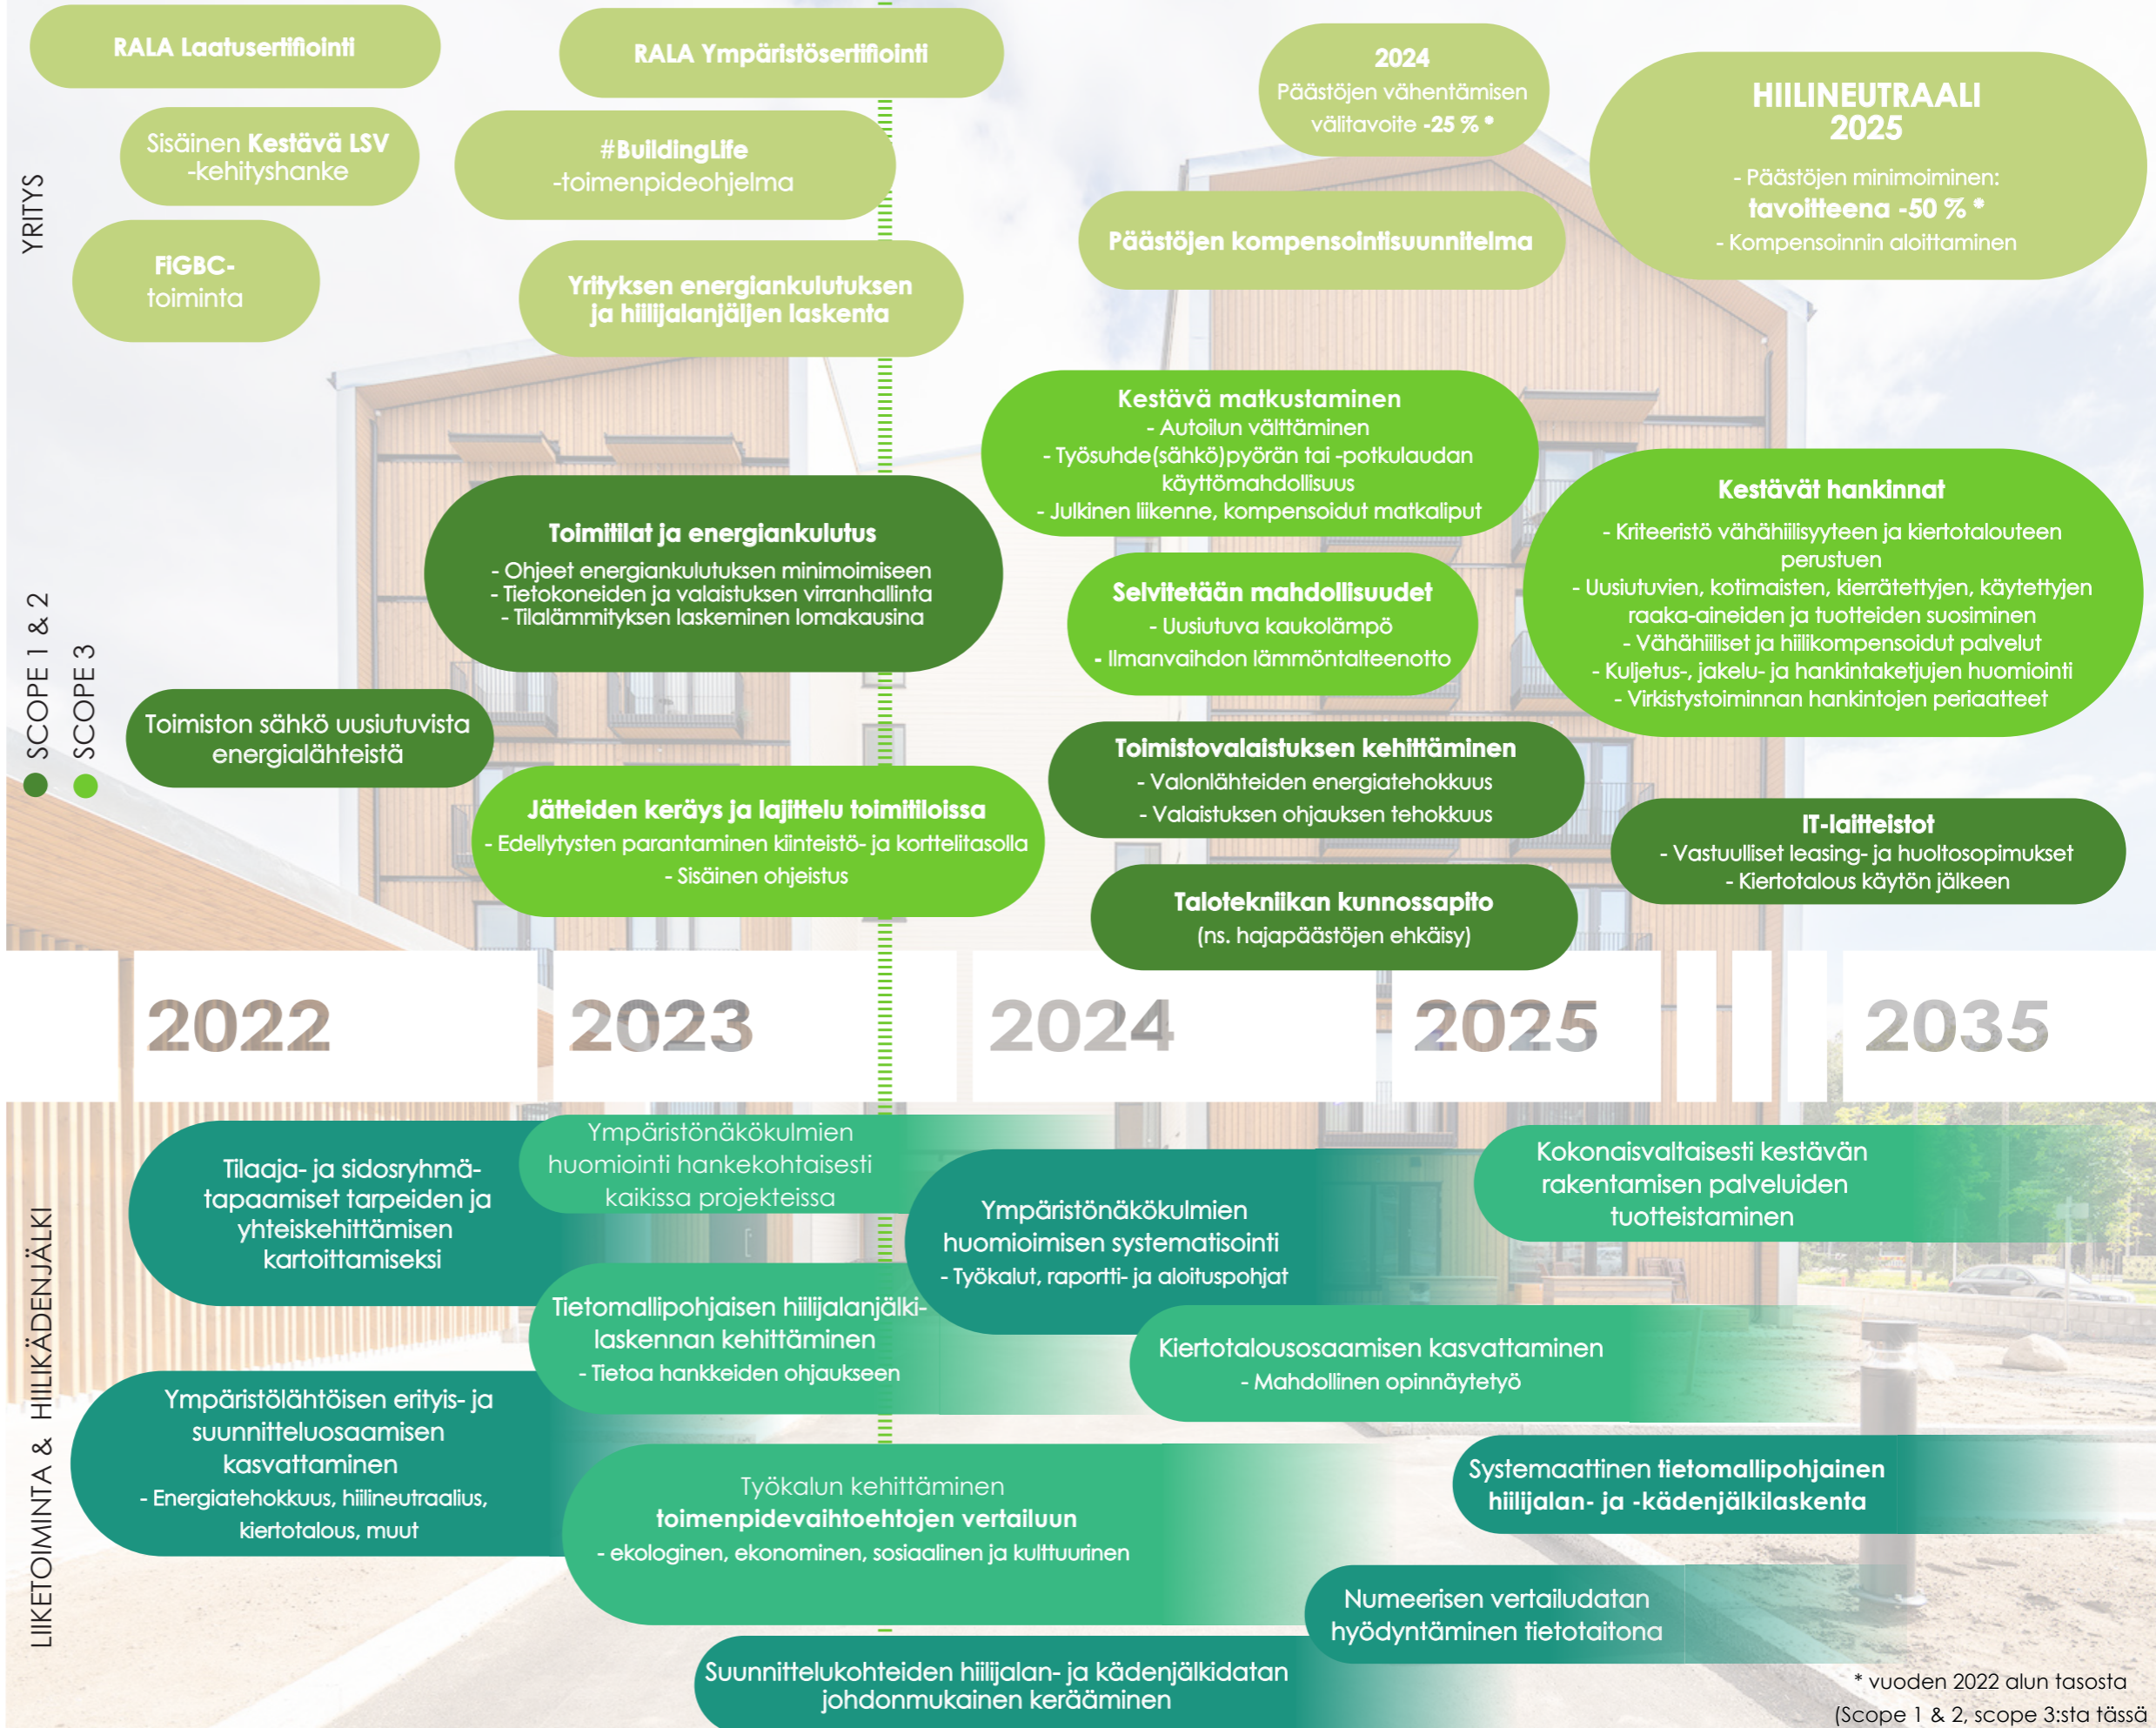 RALA Laatusertifiointi
RALA Ympäristösertifiointi
Sisäinen Kestävä LSV
-kehityshanke
#BuildingLife
-toimenpideohjelma
FiGBC-
toiminta
Yrityksen energiankulutuksen
ja hiilijalanjäljen laskenta
2024
Päästöjen vähentämisen
välitavoite -25 % *
Päästöjen kompensointisuunnitelma
HIILINEUTRAALI
2025
- Päästöjen minimoiminen:
tavoitteena -50 % *
- Kompensoinnin aloittaminen
YRITYS
Kestävä matkustaminen
- Autoilun välttäminen
- Työsuhde(sähkö)pyörän tai -potkulaudan
käyttömahdollisuus
- Julkinen liikenne, kompensoidut matkaliput
Toimitilat ja energiankulutus
- Ohjeet energiankulutuksen minimoimiseen
- Tietokoneiden ja valaistuksen virranhallinta
- Tilalämmityksen laskeminen lomakausina
Selvitetään mahdollisuudet
- Uusiutuva kaukolämpö
- Ilmanvaihdon lämmöntalteenotto
Kestävät hankinnat
- Kriteeristö vähähiilisyyteen ja kiertotalouteen
perustuen
- Uusiutuvien, kotimaisten, kierrätettyjen, käytettyjen
raaka-aineiden ja tuotteiden suosiminen
- Vähähiiliset ja hiilikompensoidut palvelut
- Kuljetus-, jakelu- ja hankintaketjujen huomiointi
- Virkistystoiminnan hankintojen periaatteet
SCOPE 1 & 2
SCOPE 3
Toimiston sähkö uusiutuvista
energialähteistä
Jätteiden keräys ja lajittelu toimitiloissa
- Edellytysten parantaminen kiinteistö- ja korttelitasolla
- Sisäinen ohjeistus
Toimistovalaistuksen kehittäminen
- Valonlähteiden energiatehokkuus
- Valaistuksen ohjauksen tehokkuus
IT-laitteistot
- Vastuulliset leasing- ja huoltosopimukset
- Kiertotalous käytön jälkeen
Talotekniikan kunnossapito
(ns. hajapäästöjen ehkäisy)
2022
2023
2024
2025
2035
LIIKETOIMINTA & HIILIKÄDENJÄLKI
Tilaaja- ja sidosryhmä-
tapaamiset tarpeiden ja
yhteiskehittämisen
kartoittamiseksi
Ympäristönäkökulmien
huomiointi hankekohtaisesti
kaikissa projekteissa
Ympäristönäkökulmien
huomioimisen systematisointi
- Työkalut, raportti- ja aloituspohjat
Kokonaisvaltaisesti kestävän
rakentamisen palveluiden
tuotteistaminen
Tietomallipohjaisen hiilijalanjälki-
laskennan kehittäminen
- Tietoa hankkeiden ohjaukseen
Kiertotalousosaamisen kasvattaminen
- Mahdollinen opinnäytetyö
Ympäristölähtöisen erityis- ja
suunnitteluosaamisen
kasvattaminen
- Energiatehokkuus, hiilineutraalius,
kiertotalous, muut
Työkalun kehittäminen
toimenpidevaihtoehtojen vertailuun
- ekologinen, ekonominen, sosiaalinen ja kulttuurinen
Systemaattinen tietomallipohjainen
hiilijalan- ja -kädenjälkilaskenta
Numeerisen vertailudatan
hyödyntäminen tietotaitona
Suunnittelukohteiden hiilijalan- ja kädenjälkidatan
johdonmukainen kerääminen
* vuoden 2022 alun tasosta
(Scope 1 & 2, scope 3:sta tässä